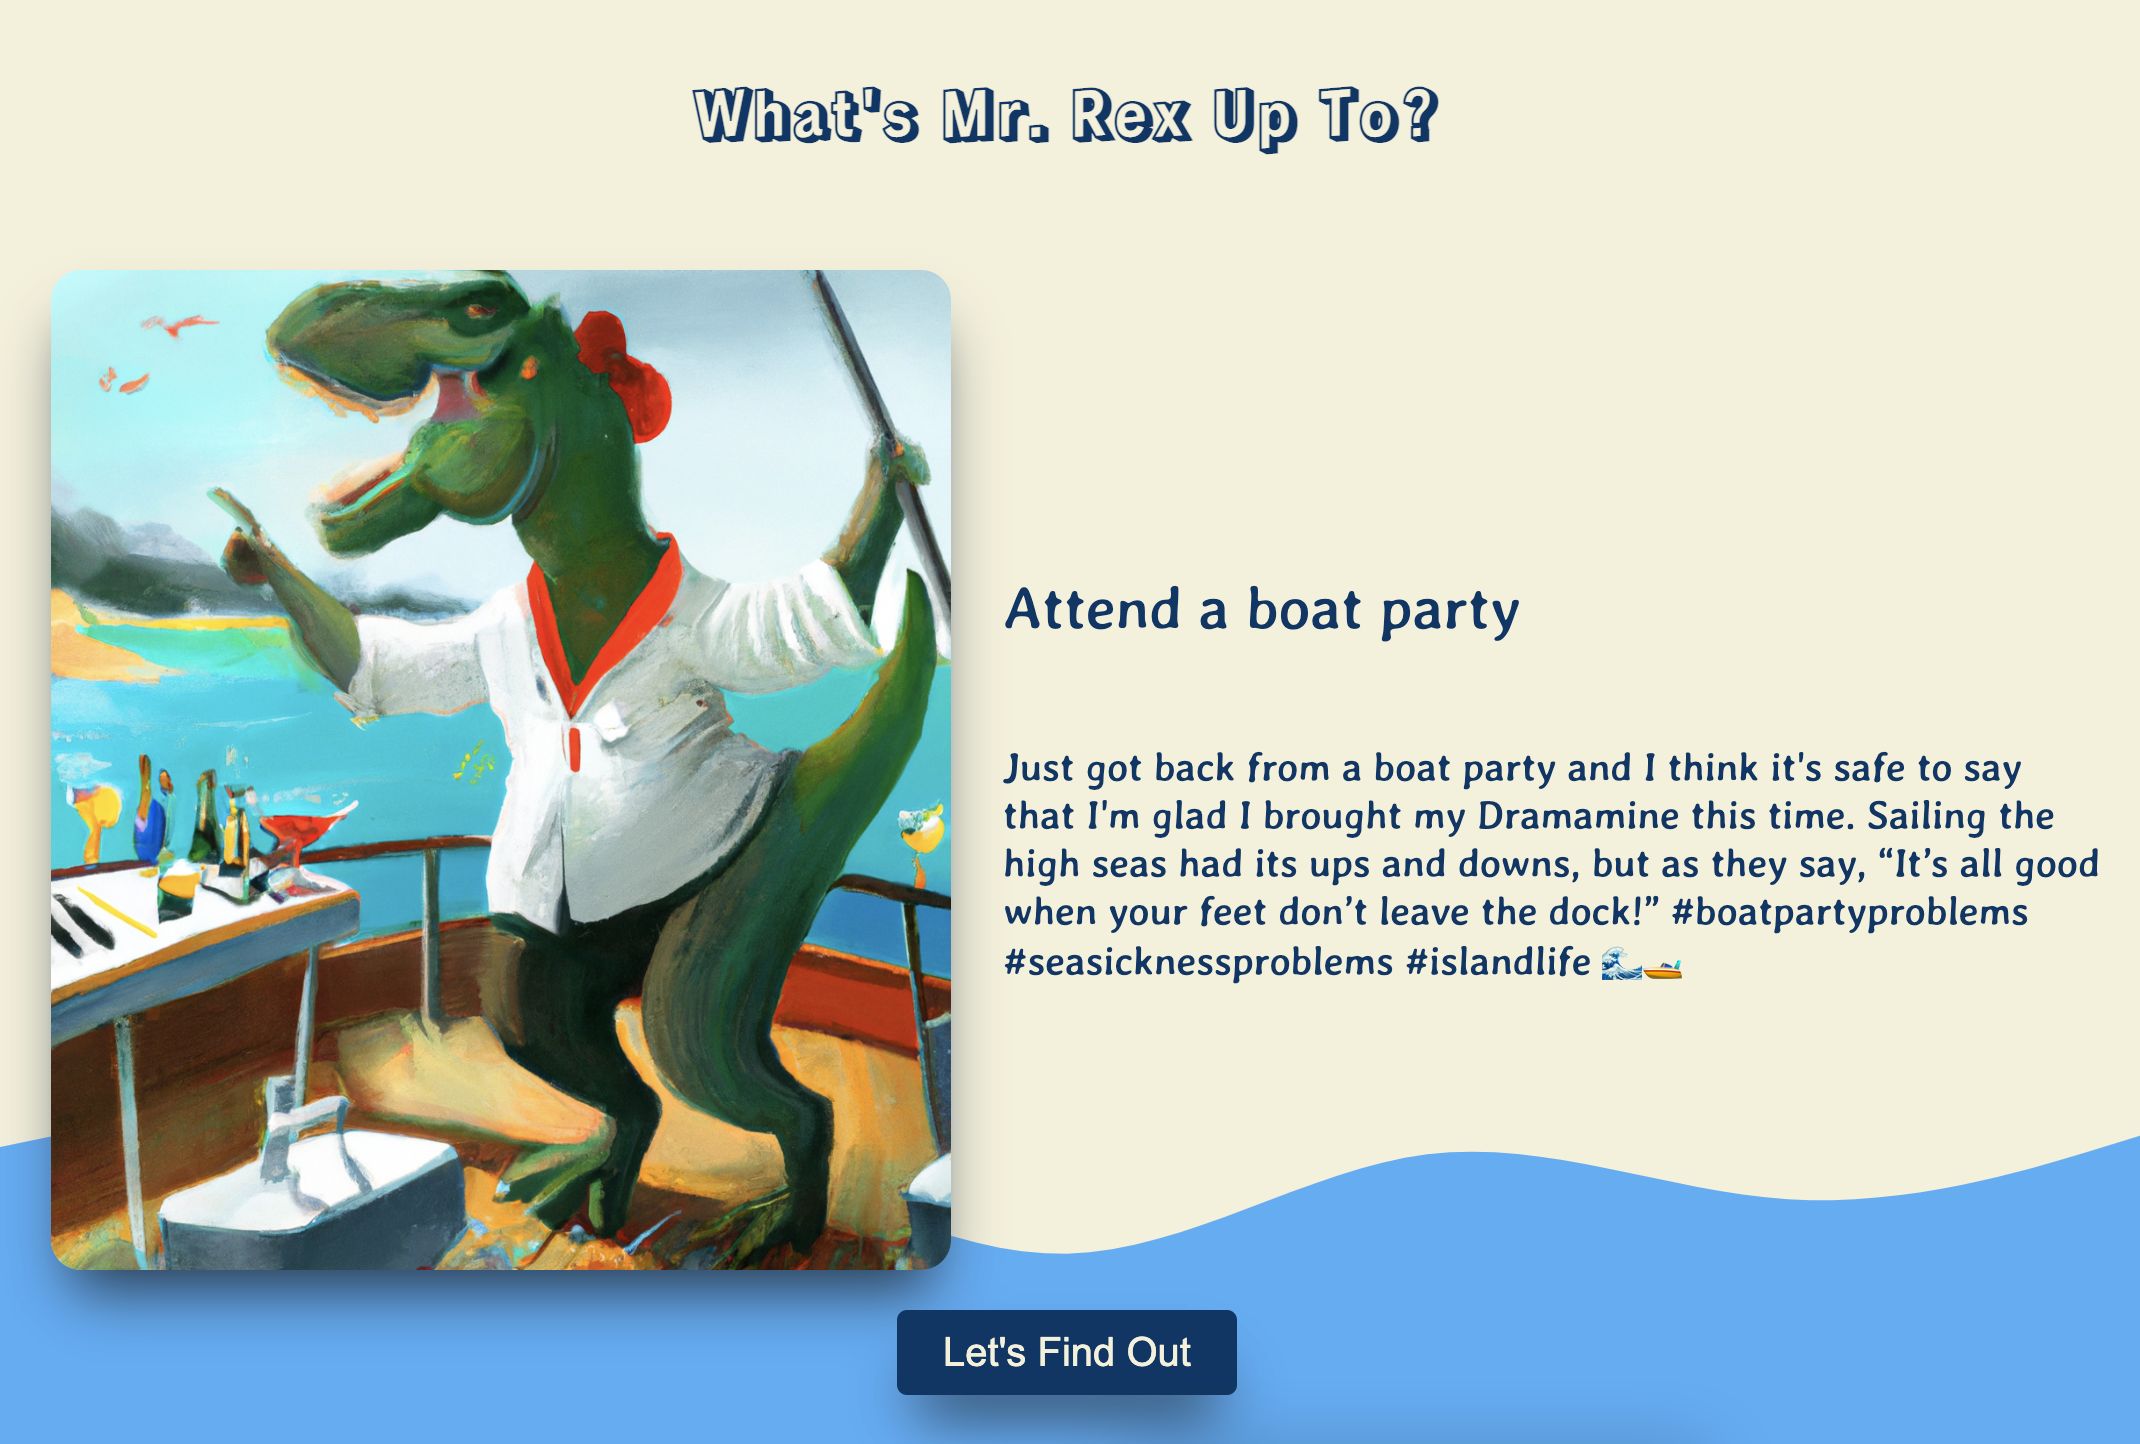 What's Mr. Rex Up To?
Attend a boat party
Just got back from a boat party and I think it's safe to say
that I'm glad I brought my Dramamine this time. Sailing the
high seas had its ups and downs, but as they say, “It’s all good
when your feet don’t leave the dock!” #boatpartyproblems
#seasicknessproblems #islandlife 🌊🚤
Let's Find Out